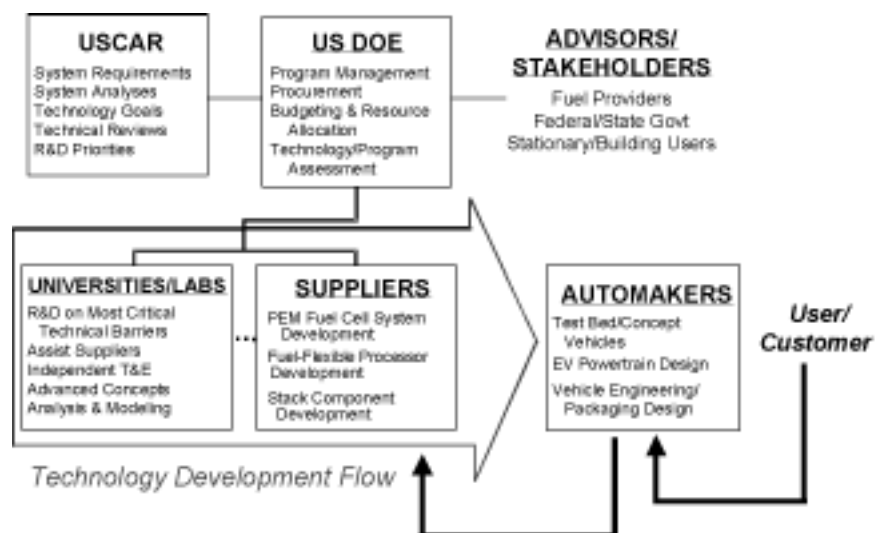 USCAR
System Requirements
System Analyses
Technology Goals
Technical Reviews
R&D Priorities
US DOE
Program Management
Procurement
Budgeting & Resource
Allocation
Technology/Program
Assessment
ADVISORS/
STAKEHOLDERS
Fuel Providers
Federal/State Govt
Stationary/Building Users
UNIVERSITIES/LABS
R&D on Most Critical
Technical Barriers
Assist Suppliers
Independent T&E
Advanced Concepts
Analysis & Modeling
...
SUPPLIERS
PEM Fuel Cell System
Development
Fuel-Flexible Processor
Development
Stack Component
Development
AUTOMAKERS
Test Bed/Concept
Vehicles
EV Powertrain Design
Vehicle Engineering/
Packaging Design
User/
Customer
Technology Development Flow